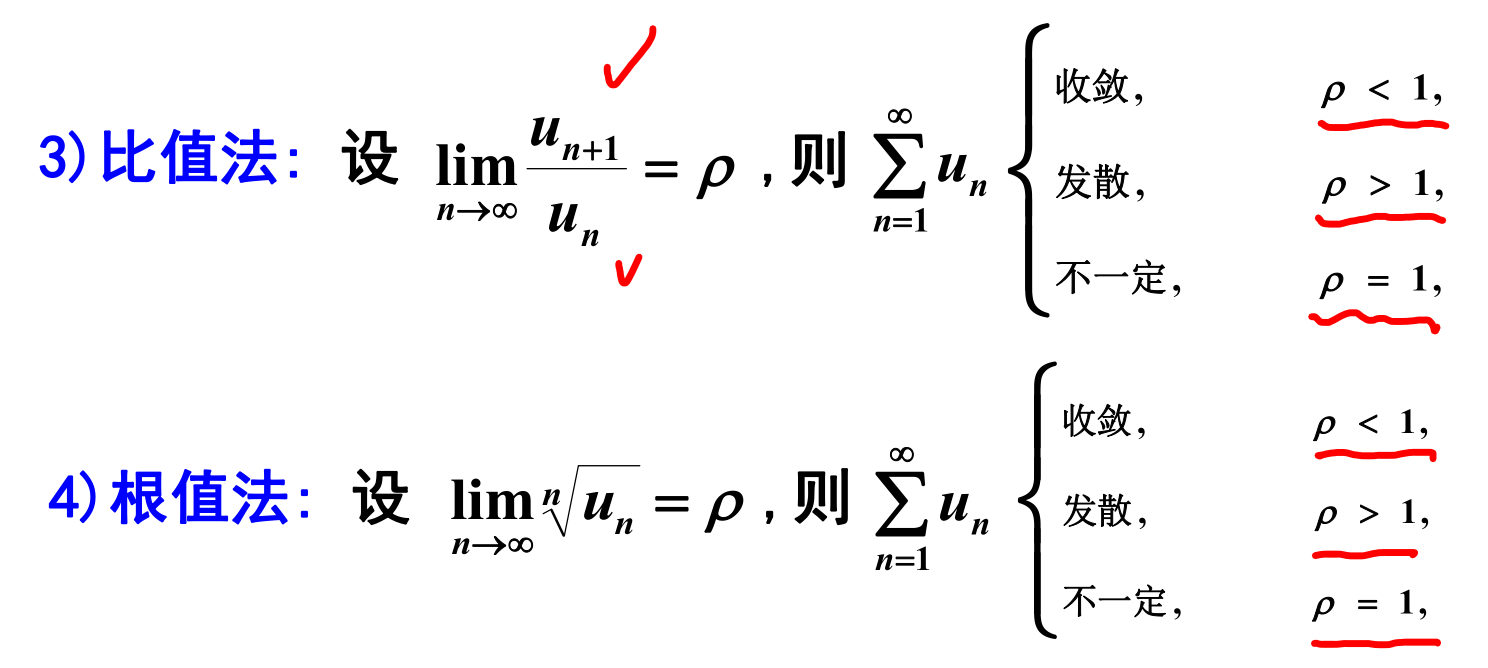 3)比值法: 设 lim n→∞ u_{n+1}/u_n = ρ , 则 ∑_{n=1}^{∞} u_n { 收敛, ρ < 1,
发散, ρ > 1,
不一定, ρ = 1,
4)根值法: 设 lim n→∞ ⁿ√u_n = ρ , 则 ∑_{n=1}^{∞} u_n { 收敛, ρ < 1,
发散, ρ > 1,
不一定, ρ = 1,